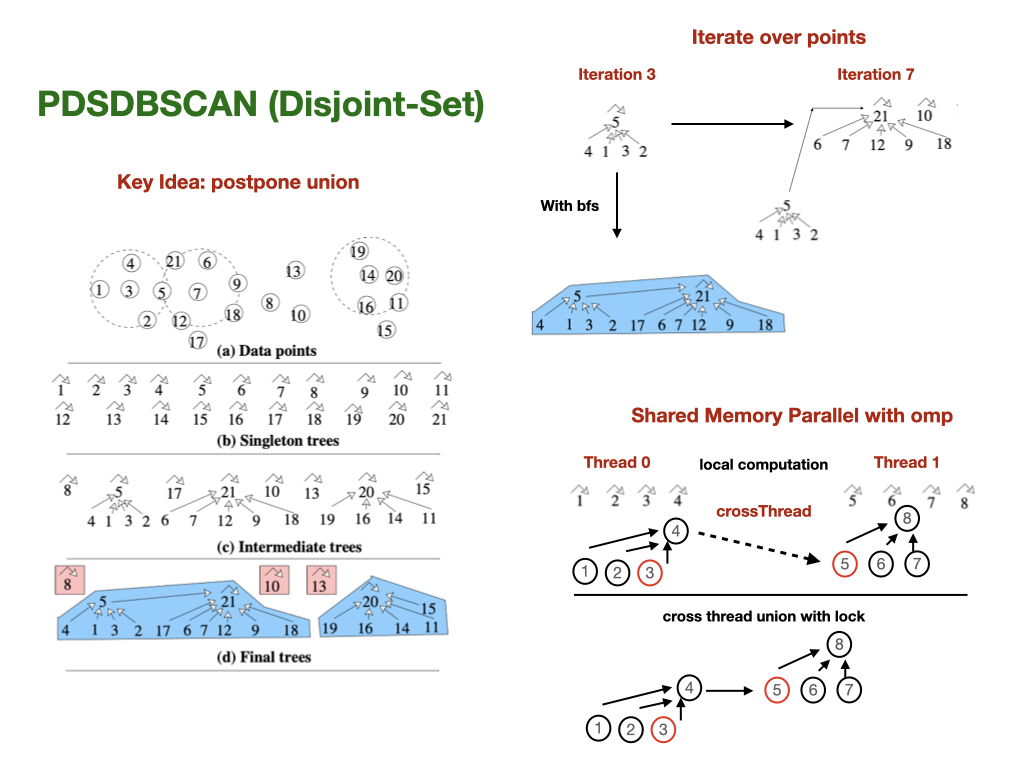 PDSDBSCAN (Disjoint-Set)
Key Idea: postpone union
4 21 6 19
13 14 20
1 3 5 7 9
8 16 11
2 12 18 10
17 15
(a) Data points
1 2 3 4 5 6 7 8 9 10 11
12 13 14 15 16 17 18 19 20 21
(b) Singleton trees
8 5 17 21 10 13 20 15
4 1 3 2 6 7 12 9 18 19 16 14 11
(c) Intermediate trees
8 10 13
5 21 20 15
4 1 3 2 17 6 7 12 9 18 19 16 14 11
(d) Final trees
Iterate over points
Iteration 3 Iteration 7
5 21 10
4 1 3 2 6 7 12 9 18
With bfs
5
4 1 3 2
5 21
4 1 3 2 17 6 7 12 9 18
Shared Memory Parallel with omp
Thread 0 local computation Thread 1
1 2 3 4 5 6 7 8
crossThread
4 8
1 2 3 5 6 7
cross thread union with lock
8
4 5 6 7
1 2 3